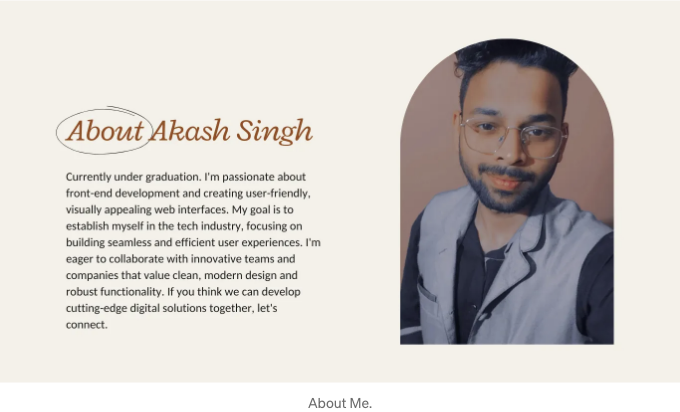 About Akash Singh
Currently under graduation. I'm passionate about
front-end development and creating user-friendly,
visually appealing web interfaces. My goal is to
establish myself in the tech industry, focusing on
building seamless and efficient user experiences. I'm
eager to collaborate with innovative teams and
companies that value clean, modern design and
robust functionality. If you think we can develop
cutting-edge digital solutions together, let's
connect.
About Me.